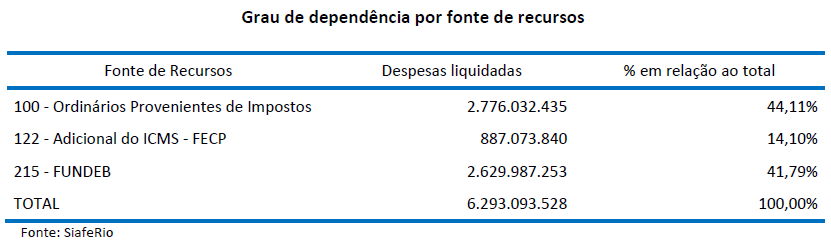 Grau de dependência por fonte de recursos
Fonte de Recursos Despesas liquidadas % em relação ao total
100 - Ordinários Provenientes de Impostos 2.776.032.435 44,11%
122 - Adicional do ICMS - FECP 887.073.840 14,10%
215 - FUNDEB 2.629.987.253 41,79%
TOTAL 6.293.093.528 100,00%
Fonte: SiafeRio